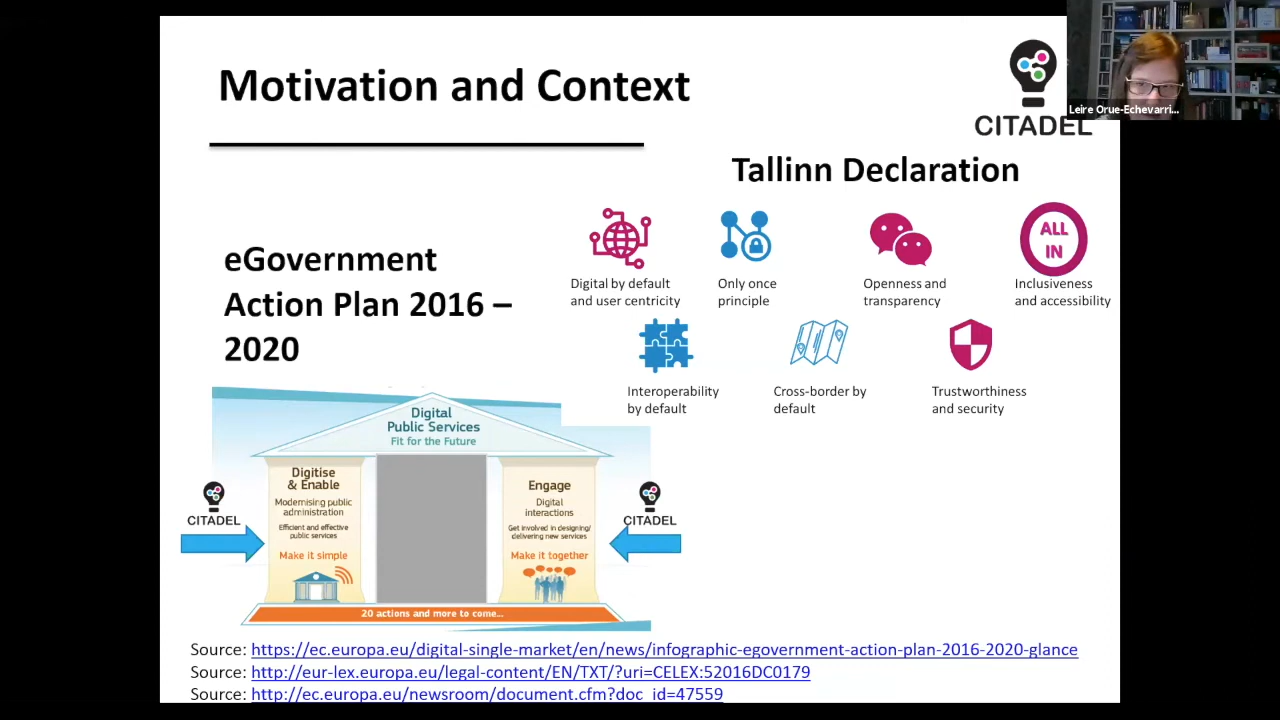 Motivation and Context
CITADEL
Leire Orue-Echevarri...
Tallinn Declaration
ALL
IN
Digital by default
and user centricity
Only once
principle
Openness and
transparency
Inclusiveness
and accessibility
Interoperability
by default
Cross-border by
default
Trustworthiness
and security
eGovernment
Action Plan 2016 –
2020
Digital
Public Services
Fit for the Future
Digitise
& Enable
Modernising public
administration
Efficient and effective
public services
Make it simple
Engage
Digital
interactions
Get involved in designing/
delivering new services
Make it together
CITADEL
CITADEL
20 actions and more to come...
Source: https://ec.europa.eu/digital-single-market/en/news/infographic-egovernment-action-plan-2016-2020-glance
Source: http://eur-lex.europa.eu/legal-content/EN/TXT/?uri=CELEX:52016DC0179
Source: http://ec.europa.eu/newsroom/document.cfm?doc_id=47559